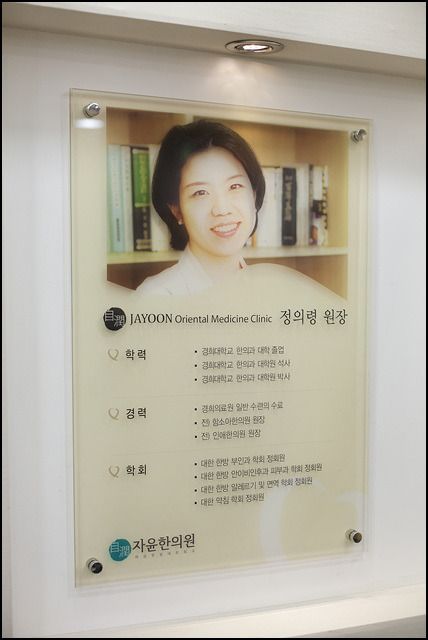 自潤 JAYOON Oriental Medicine Clinic 정의령 원장
학력
• 경희대학교 한의과 대학 졸업
• 경희대학교 한의과 대학원 석사
• 경희대학교 한의과 대학원 박사
경력
• 경희의료원 일반 수련의 수료
• 전) 함소아한의원 원장
• 전) 인애한의원 원장
학회
• 대한 한방 부인과 학회 정회원
• 대한 한방 안이비인후과 피부과 학회 정회원
• 대한 한방 알레르기 및 면역 학회 정회원
• 대한 약침 학회 정회원
自潤 자윤한의원